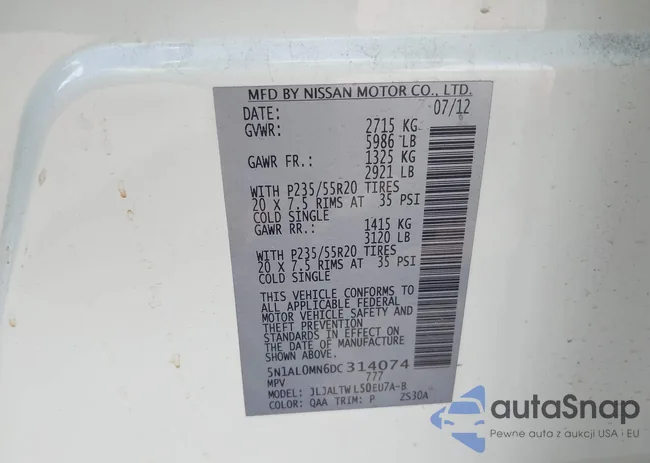 MFD BY NISSAN MOTOR CO., LTD.
DATE: 07/12
GVWR: 2715 KG
5986 LB
GAWR FR.: 1325 KG
2921 LB
WITH P235/55R20 TIRES
20 X 7.5 RIMS AT 35 PSI
COLD SINGLE
GAWR RR.: 1415 KG
3120 LB
WITH P235/55R20 TIRES
20 X 7.5 RIMS AT 35 PSI
COLD SINGLE
THIS VEHICLE CONFORMS TO
ALL APPLICABLE FEDERAL
MOTOR VEHICLE SAFETY AND
THEFT PREVENTION
STANDARDS IN EFFECT ON
THE DATE OF MANUFACTURE
SHOWN ABOVE.
5N1AL0MN6DC314074
MPV 777
MODEL: JLJALTWL50EU7A-B
COLOR: QAA TRIM: P ZS30A
autoSnap
Pewne auto z aukcji USA i EU